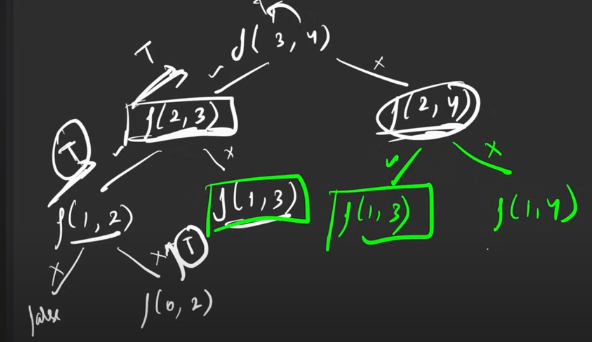 f(3,4)
T ✓ x
f(2,3) f(2,4)
T ✓ x ✓ x
f(1,2) f(1,3) f(1,3) f(1,4)
x x T
false f(0,2)